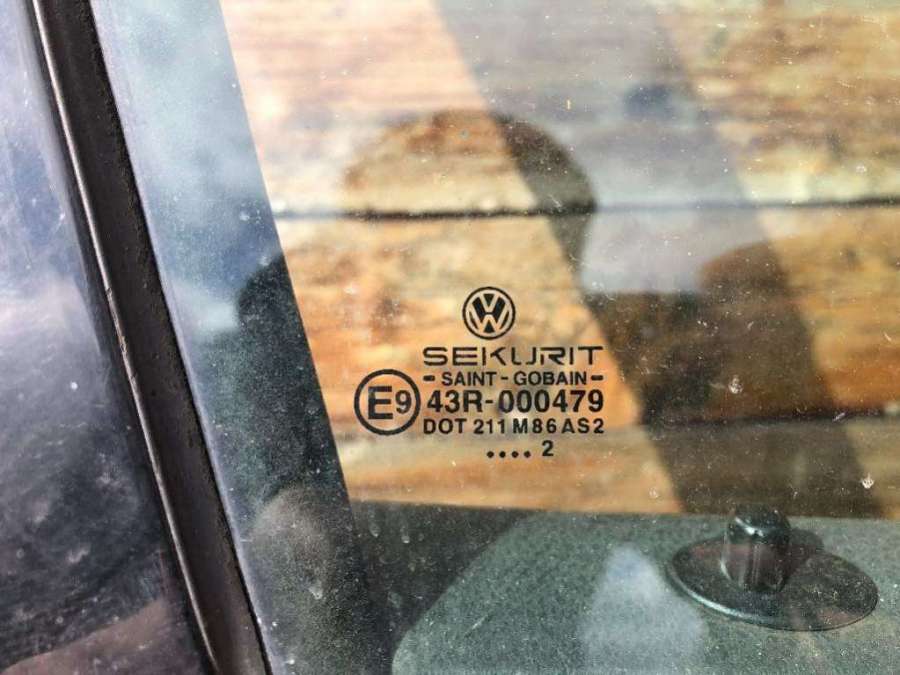 SEKURIT
- SAINT - GOBAIN -
E9 43R-000479
DOT 211 M86 AS2
.... 2